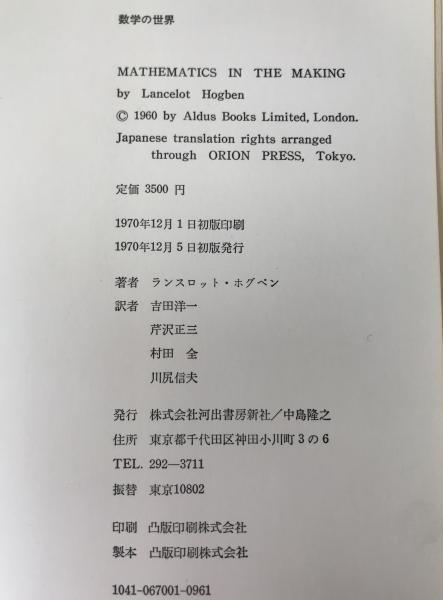 数学の世界
MATHEMATICS IN THE MAKING
by Lancelot Hogben
© 1960 by Aldus Books Limited, London.
Japanese translation rights arranged
through ORION PRESS, Tokyo.
定価 3500 円
1970年12月1日初版印刷
1970年12月5日初版発行
著者 ランスロット・ホグベン
訳者 吉田洋一
芹沢正三
村田 全
川尻信夫
発行 株式会社河出書房新社/中島隆之
住所 東京都千代田区神田小川町3の6
TEL. 292—3711
振替 東京10802
印刷 凸版印刷株式会社
製本 凸版印刷株式会社
1041-067001-0961